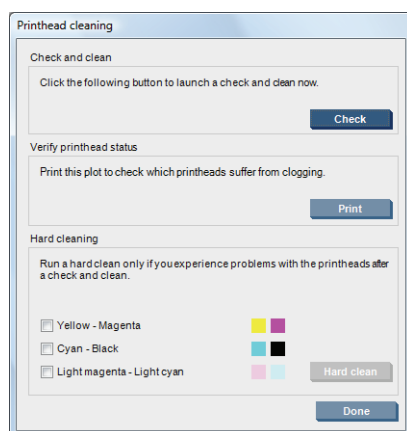 Printhead cleaning
Check and clean
Click the following button to launch a check and clean now.
Check
Verify printhead status
Print this plot to check which printheads suffer from clogging.
Print
Hard cleaning
Run a hard clean only if you experience problems with the printheads after
a check and clean.
Yellow - Magenta
Cyan - Black
Light magenta - Light cyan
Hard clean
Done